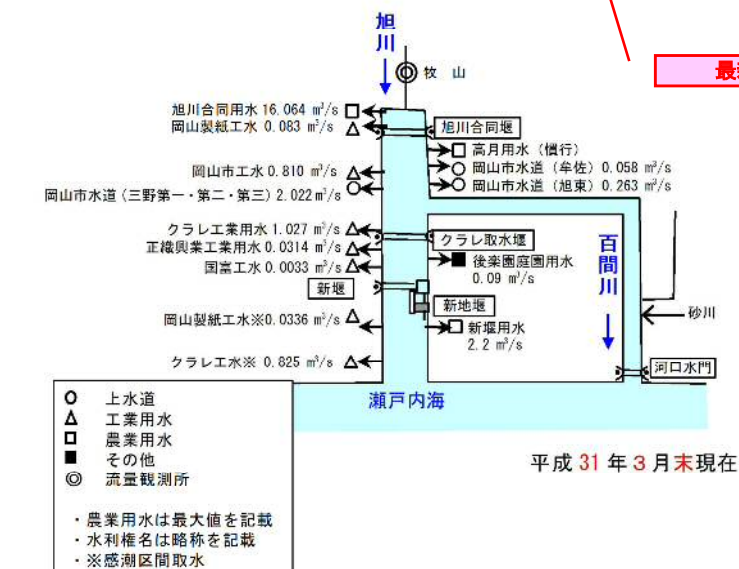 旭川
牧 山
最
旭川合同用水 16.064 m³/s
岡山製紙工水 0.083 m³/s
旭川合同堰
高月用水（慣行）
岡山市工水 0.810 m³/s
岡山市水道（牟佐）0.058 m³/s
岡山市水道（三野第一・第二・第三）2.022 m³/s
岡山市水道（旭東）0.263 m³/s
クラレ工業用水 1.027 m³/s
正織興業工業用水 0.0314 m³/s
クラレ取水堰
百間川
国富工水 0.0033 m³/s
後楽園庭園用水
0.09 m³/s
新堰
新地堰
岡山製紙工水※0.0336 m³/s
新堰用水
2.2 m³/s
砂川
クラレエ水※ 0.825 m³/s
河口水門
瀬戸内海
○ 上水道
△ 工業用水
□ 農業用水
■ その他
◎ 流量観測所
・農業用水は最大値を記載
・水利権名は略称を記載
・※感潮区間取水
平成 31 年 3 月末現在